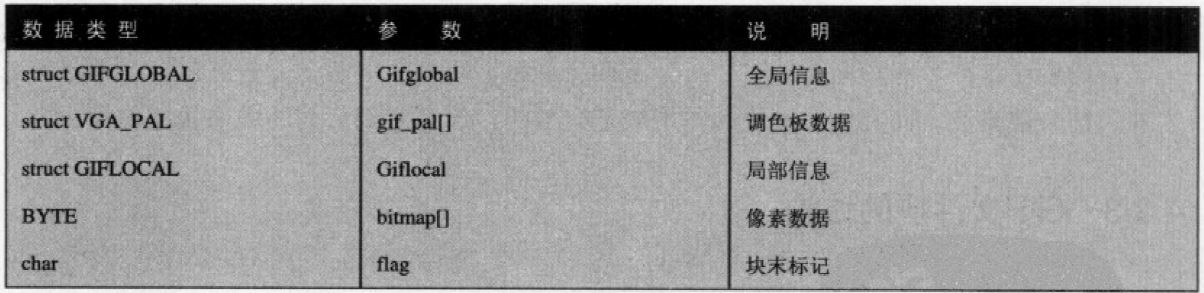 数据类型 参数 说明
struct GIFGLOBAL Gifglobal 全局信息
struct VGA_PAL gif_pal[] 调色板数据
struct GIFLOCAL Giflocal 局部信息
BYTE bitmap[] 像素数据
char flag 块末标记